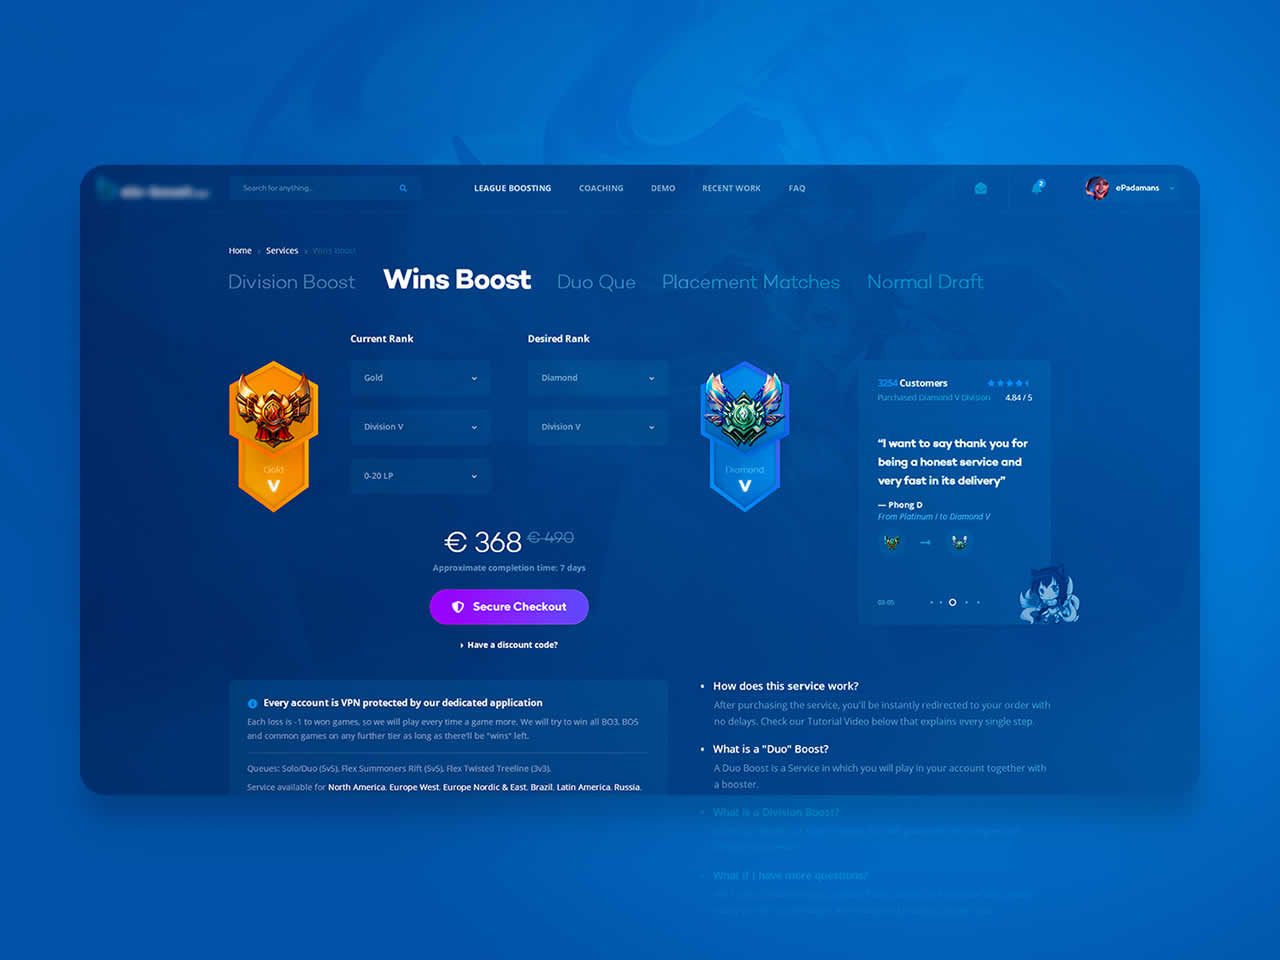 Search for anything...
LEAGUE BOOSTING
COACHING
DEMO
RECENT WORK
FAQ
2
ePadamans
Home › Services › Wins Boost
Division Boost
Wins Boost
Duo Que
Placement Matches
Normal Draft
Current Rank
Desired Rank
Gold
Diamond
Division V
Division V
0-20 LP
Gold
V
Diamond
V
€ 368 € 490
Approximate completion time: 7 days
Secure Checkout
Have a discount code?
3254 Customers
Purchased Diamond V Division 4.84 / 5
“I want to say thank you for
being a honest service and
very fast in its delivery”
— Phong D
From Platinum I to Diamond V
03:05
Every account is VPN protected by our dedicated application
Each loss is -1 to won games, so we will play every time a game more. We will try to win all BO3, BO5
and common games on any further tier as long as there'll be "wins" left.
Queues: Solo/Duo (5v5), Flex Summoners Rift (5v5), Flex Twisted Treeline (3v3).
Service available for North America, Europe West, Europe Nordic & East, Brazil, Latin America, Russia,
• How does this service work?
After purchasing the service, you'll be instantly redirected to your order with
no delays. Check our Tutorial Video below that explains every single step.
• What is a "Duo" Boost?
A Duo Boost is a Service in which you will play in your account together with
a booster.
What is a Division Boost?
What if I have more questions?